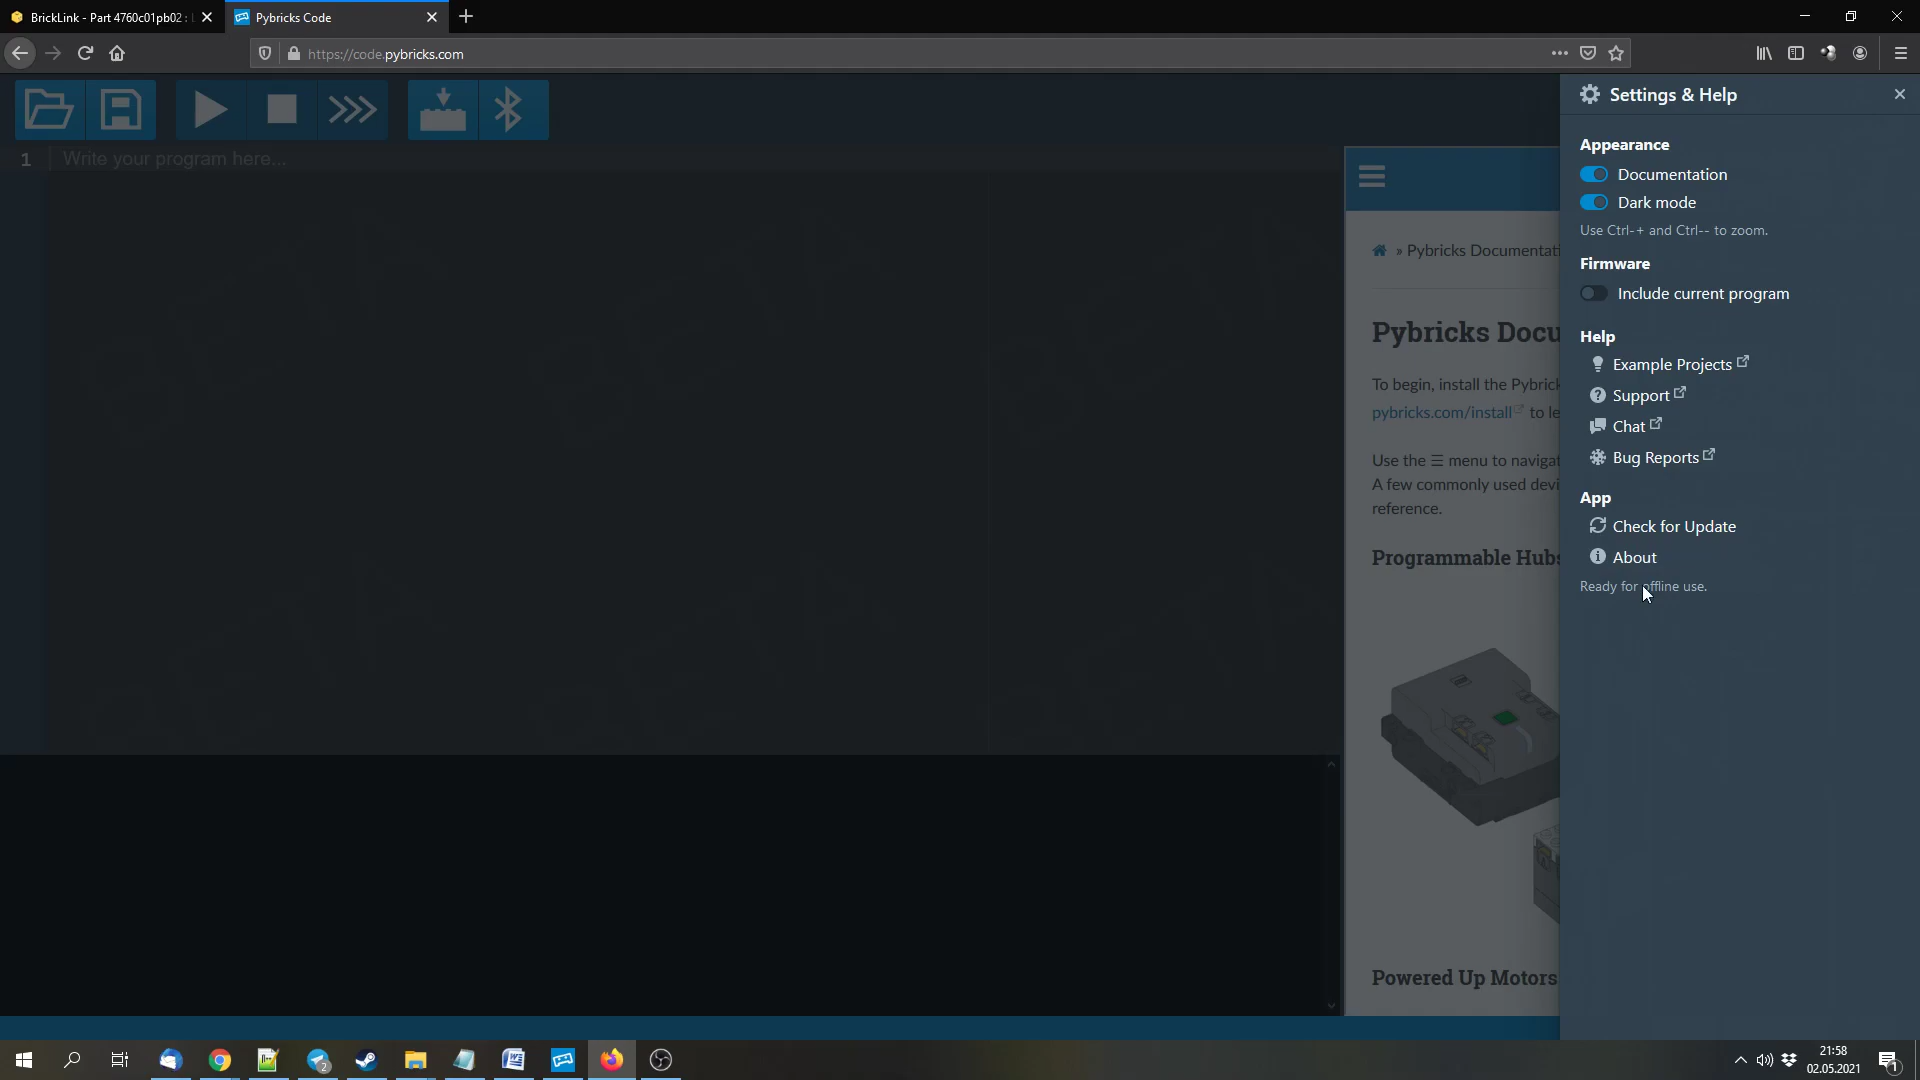 BrickLink - Part 4760c01pb02 :
Pybricks Code
https://code.pybricks.com
1 Write your program here...
Pybricks Documentati
Pybricks Docu
To begin, install the Pybrick
pybricks.com/install to le
Use the ☰ menu to navigat
A few commonly used devi
reference.
Programmable Hubs
Powered Up Motors
Settings & Help
Appearance
Documentation
Dark mode
Use Ctrl-+ and Ctrl-- to zoom.
Firmware
Include current program
Help
Example Projects
Support
Chat
Bug Reports
App
Check for Update
About
Ready for offline use.
2
21:58
02.05.2021
1